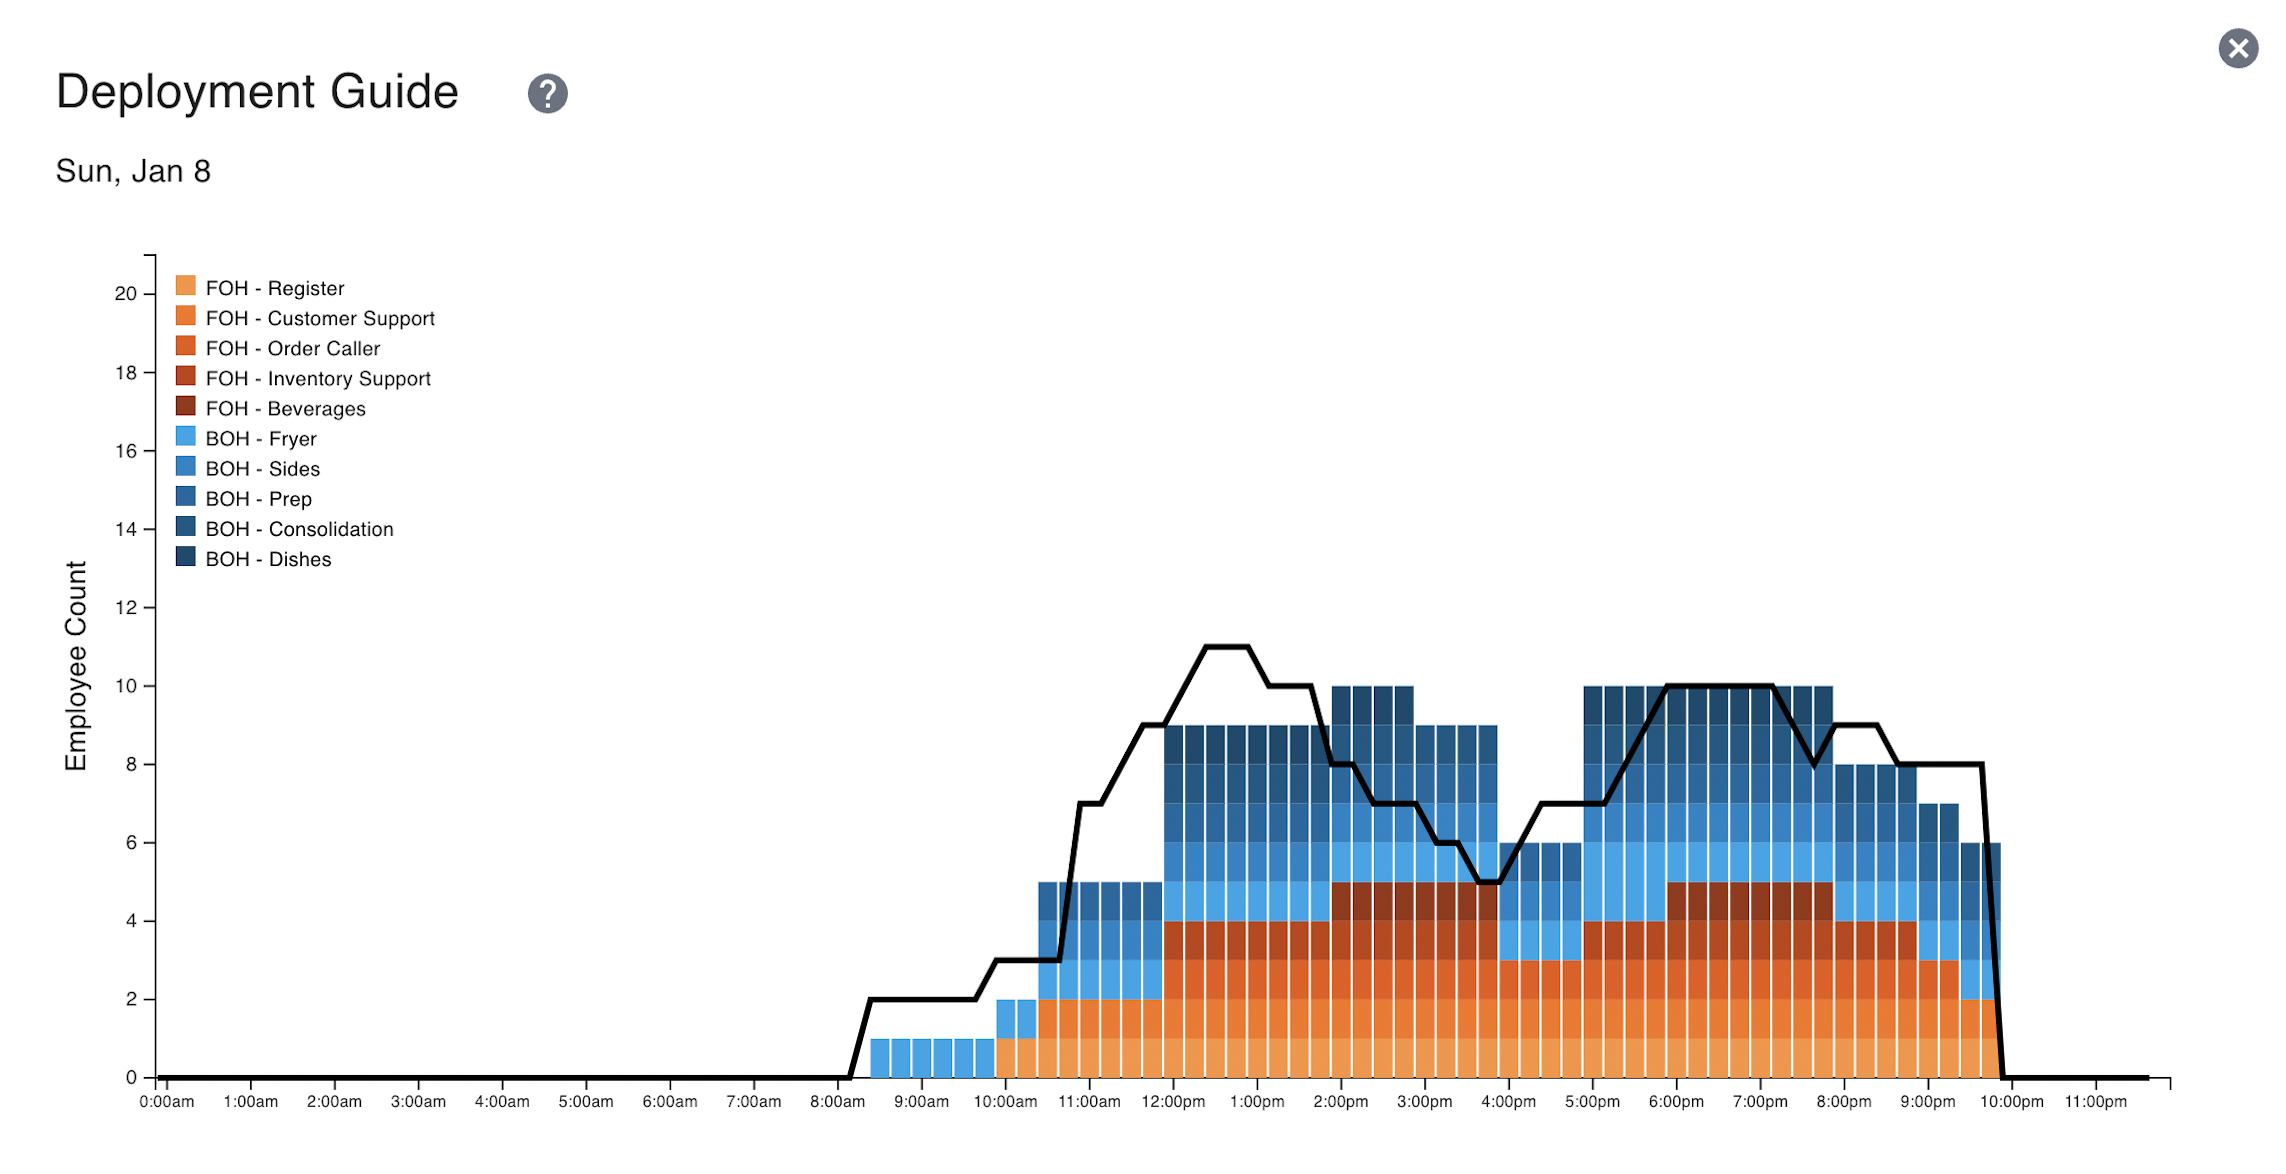 Deployment Guide
?
Sun, Jan 8
FOH - Register
FOH - Customer Support
FOH - Order Caller
FOH - Inventory Support
FOH - Beverages
BOH - Fryer
BOH - Sides
BOH - Prep
BOH - Consolidation
BOH - Dishes
Employee Count
20
18
16
14
12
10
8
6
4
2
0
0:00am 1:00am 2:00am 3:00am 4:00am 5:00am 6:00am 7:00am 8:00am 9:00am 10:00am 11:00am 12:00pm 1:00pm 2:00pm 3:00pm 4:00pm 5:00pm 6:00pm 7:00pm 8:00pm 9:00pm 10:00pm 11:00pm